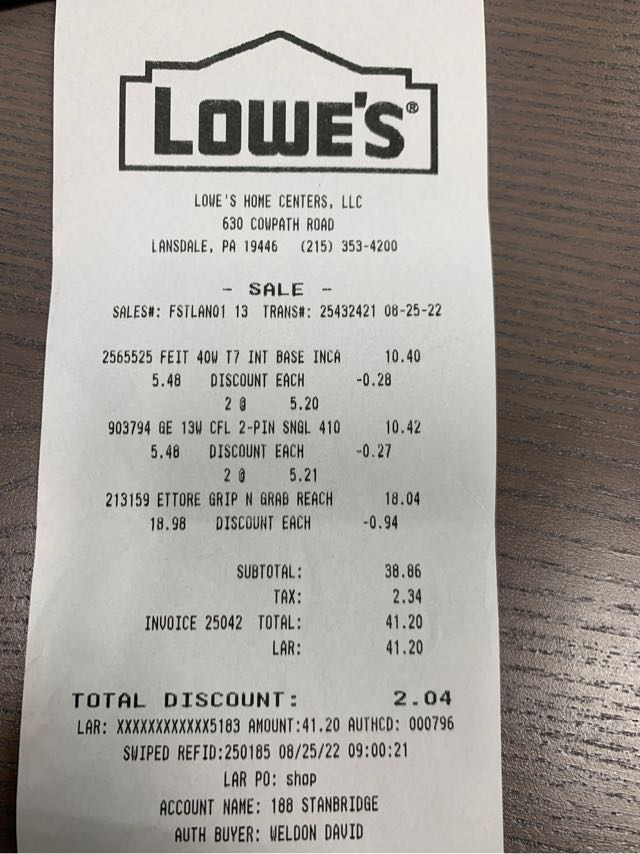 LOWE'S®
LOWE'S HOME CENTERS, LLC
630 COWPATH ROAD
LANSDALE, PA 19446 (215) 353-4200
- SALE -
SALES#: FSTLAN01 13 TRANS#: 25432421 08-25-22
2565525 FEIT 40W T7 INT BASE INCA 10.40
5.48 DISCOUNT EACH -0.28
2 @ 5.20
903794 GE 13W CFL 2-PIN SNGL 410 10.42
5.48 DISCOUNT EACH -0.27
2 @ 5.21
213159 ETTORE GRIP N GRAB REACH 18.04
18.98 DISCOUNT EACH -0.94
SUBTOTAL: 38.86
TAX: 2.34
INVOICE 25042 TOTAL: 41.20
LAR: 41.20
TOTAL DISCOUNT: 2.04
LAR: XXXXXXXXXXXX5183 AMOUNT:41.20 AUTHCD: 000796
SWIPED REFID:250185 08/25/22 09:00:21
LAR PO: shop
ACCOUNT NAME: 188 STANBRIDGE
AUTH BUYER: WELDON DAVID